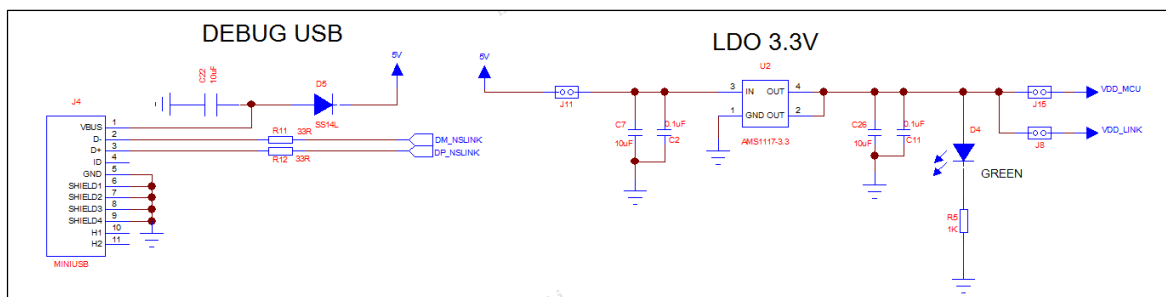 DEBUG USB
LDO 3.3V
C22
10uF
D5
SS14L
5V
J4
VBUS 1
D- 2
D+ 3
ID 4
GND 5
SHIELD1 6
SHIELD2 7
SHIELD3 8
SHIELD4 9
H1 10
H2 11
MINIUSB
R11 33R
R12 33R
DM_NSLINK
DP_NSLINK
5V
J11
C7
10uF
0.1uF
C2
U2
3 IN OUT 4
1 GND OUT 2
AMS1117-3.3
C26
10uF
0.1uF
C11
D4
GREEN
R5
1K
J15
VDD_MCU
J8
VDD_LINK